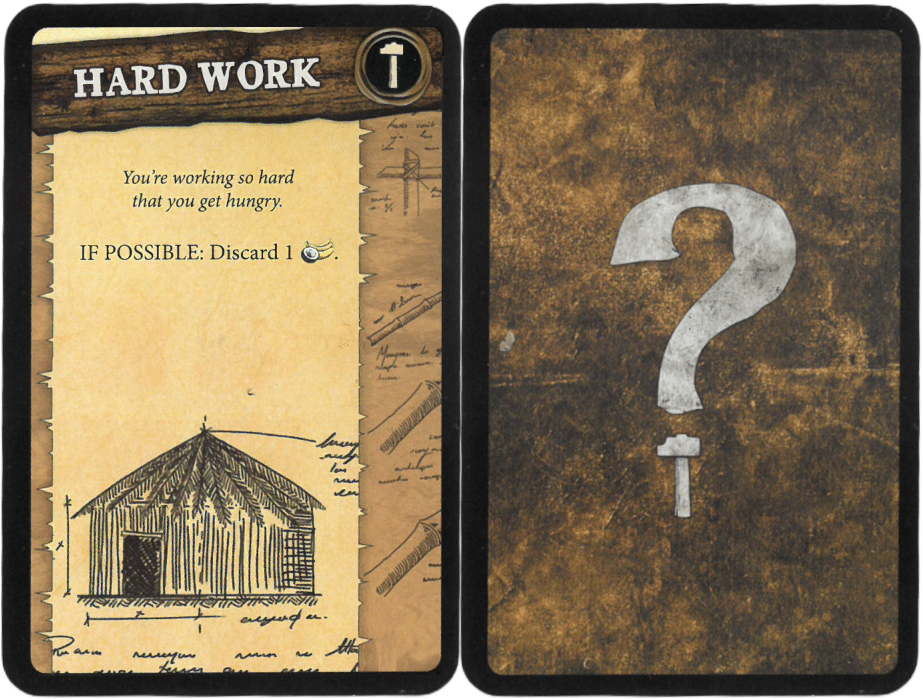 HARD WORK
You're working so hard
that you get hungry.
IF POSSIBLE: Discard 1 .
?